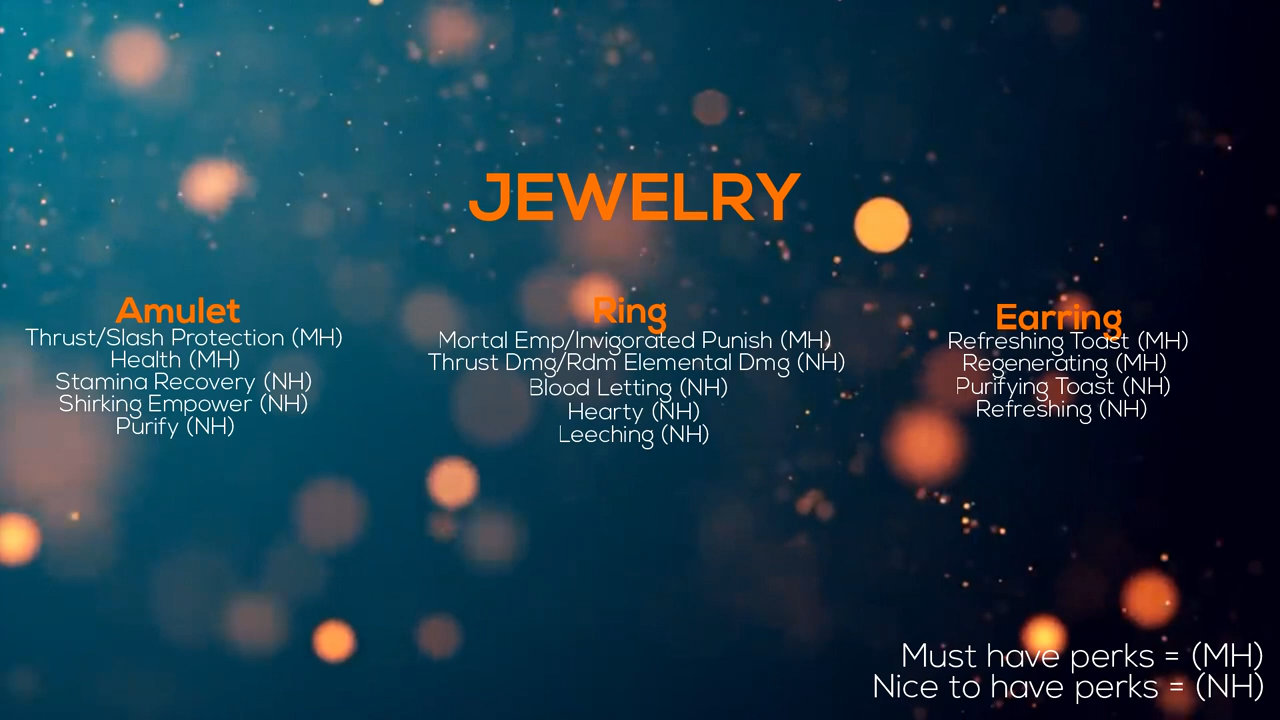 JEWELRY
Amulet
Thrust/Slash Protection (MH)
Health (MH)
Stamina Recovery (NH)
Shirking Empower (NH)
Purify (NH)
Ring
Mortal Emp/Invigorated Punish (MH)
Thrust Dmg/Rdm Elemental Dmg (NH)
Blood Letting (NH)
Hearty (NH)
Leeching (NH)
Earring
Refreshing Toast (MH)
Regenerating (MH)
Purifying Toast (NH)
Refreshing (NH)
Must have perks = (MH)
Nice to have perks = (NH)